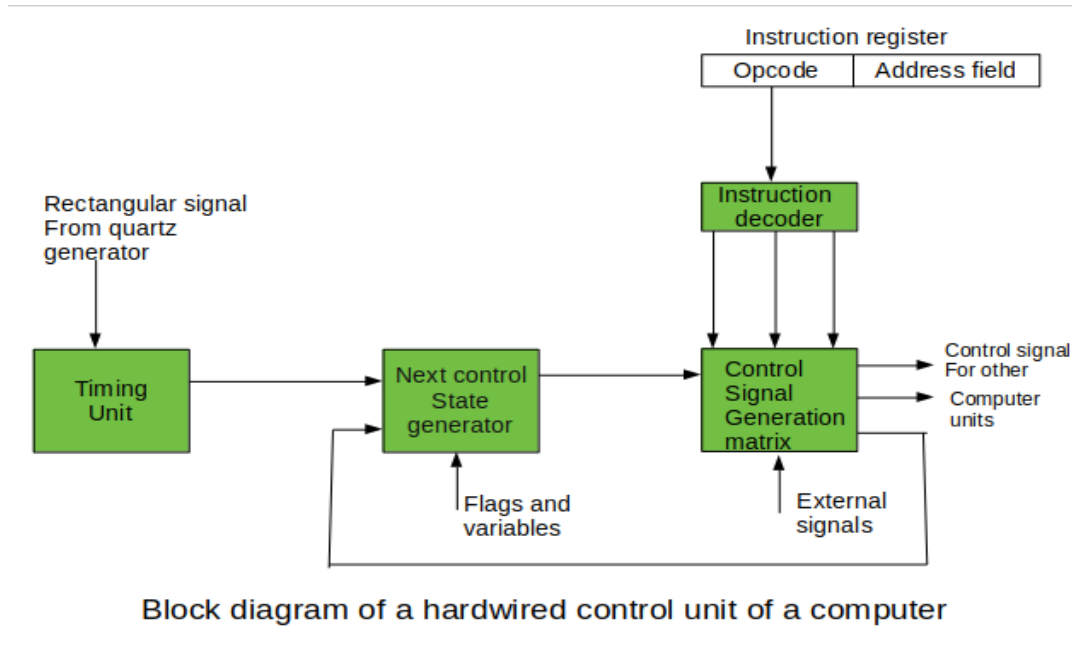 Instruction register
Opcode
Address field
Instruction
decoder
Rectangular signal
From quartz
generator
Timing
Unit
Next control
State
generator
Control
Signal
Generation
matrix
Control signal
For other
Computer
units
Flags and
variables
External
signals
Block diagram of a hardwired control unit of a computer